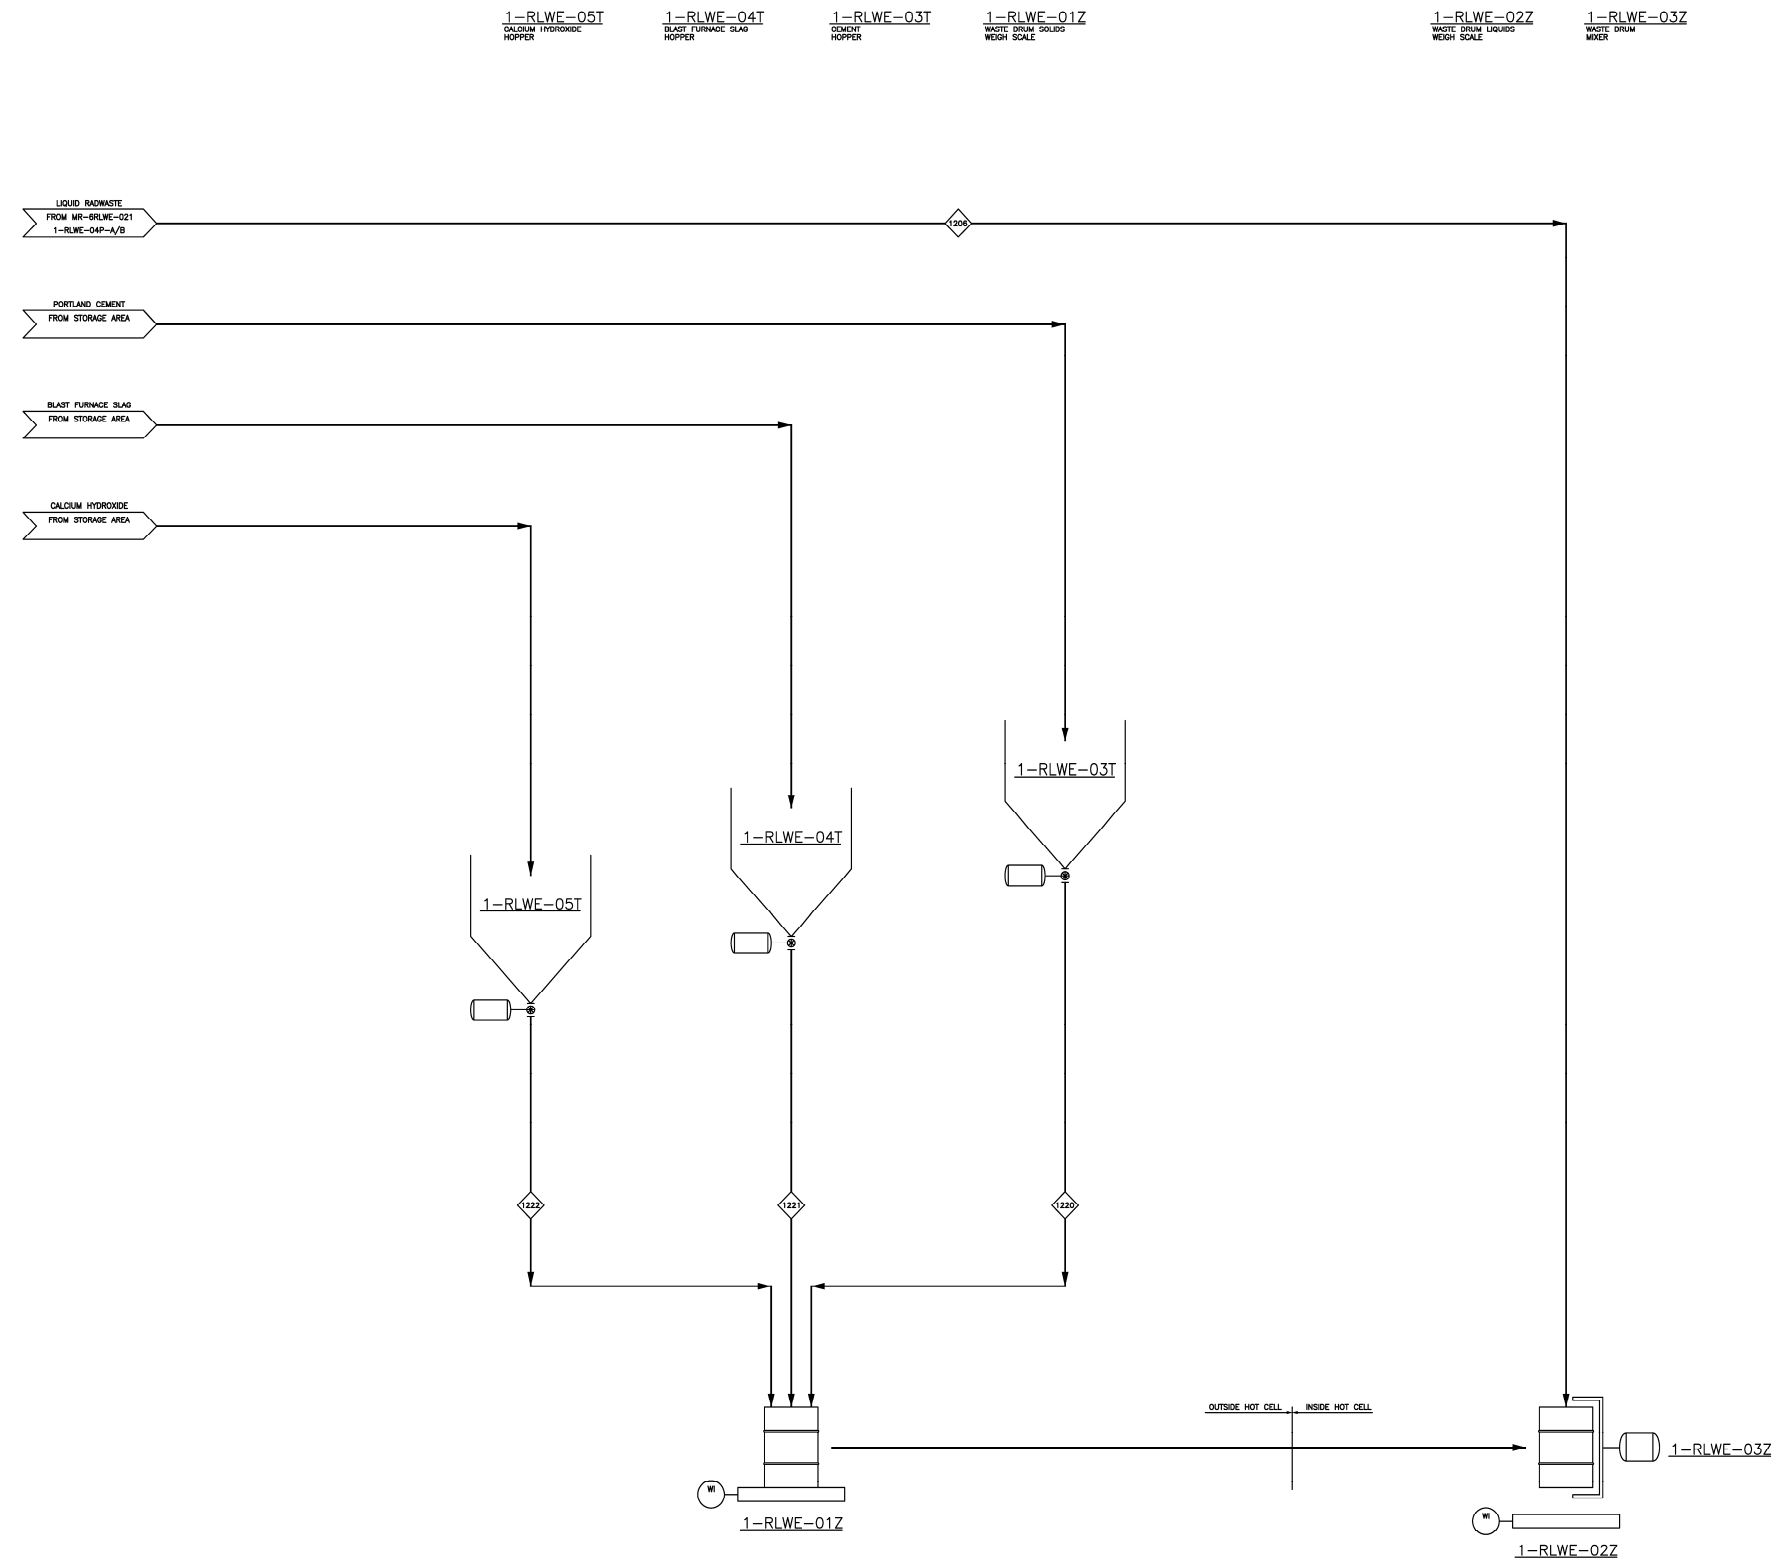 1-RLWE-05T
CALCIUM HYDROXIDE
HOPPER
1-RLWE-04T
BLAST FURNACE SLAG
HOPPER
1-RLWE-03T
CEMENT
HOPPER
1-RLWE-01Z
WASTE DRUM SOLIDS
WEIGH SCALE
1-RLWE-02Z
WASTE DRUM LIQUIDS
WEIGH SCALE
1-RLWE-03Z
WASTE DRUM
MIXER
LIQUID RADWASTE
FROM MR-6RLWE-021
1-RLWE-04P-A/B
1206
PORTLAND CEMENT
FROM STORAGE AREA
BLAST FURNACE SLAG
FROM STORAGE AREA
CALCIUM HYDROXIDE
FROM STORAGE AREA
1-RLWE-03T
1-RLWE-04T
1-RLWE-05T
1222
1221
1220
OUTSIDE HOT CELL
INSIDE HOT CELL
1-RLWE-03Z
WI
1-RLWE-01Z
WI
1-RLWE-02Z